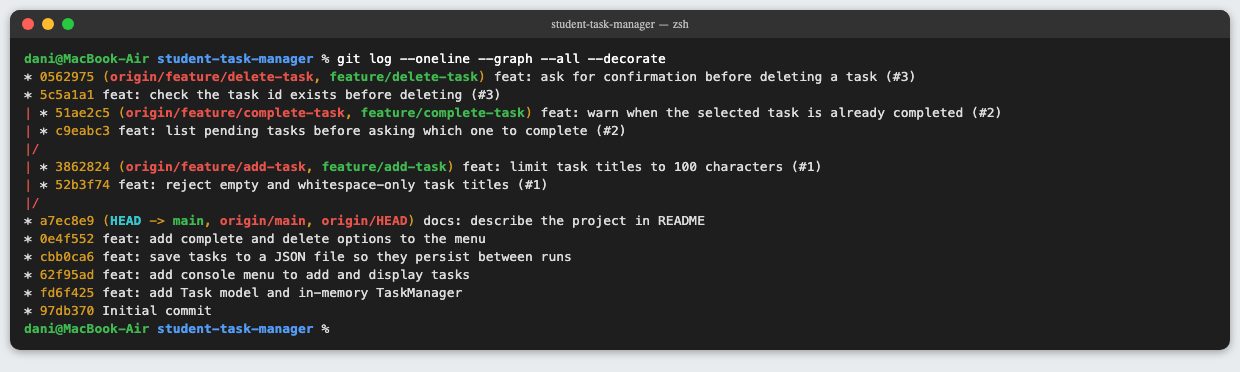 student-task-manager — zsh
dani@MacBook-Air student-task-manager % git log --oneline --graph --all --decorate
* 0562975 (origin/feature/delete-task, feature/delete-task) feat: ask for confirmation before deleting a task (#3)
* 5c5a1a1 feat: check the task id exists before deleting (#3)
| * 51ae2c5 (origin/feature/complete-task, feature/complete-task) feat: warn when the selected task is already completed (#2)
| * c9eabc3 feat: list pending tasks before asking which one to complete (#2)
|/
| * 3862824 (origin/feature/add-task, feature/add-task) feat: limit task titles to 100 characters (#1)
| * 52b3f74 feat: reject empty and whitespace-only task titles (#1)
|/
* a7ec8e9 (HEAD -> main, origin/main, origin/HEAD) docs: describe the project in README
* 0e4f552 feat: add complete and delete options to the menu
* cbb0ca6 feat: save tasks to a JSON file so they persist between runs
* 62f95ad feat: add console menu to add and display tasks
* fd6f425 feat: add Task model and in-memory TaskManager
* 97db370 Initial commit
dani@MacBook-Air student-task-manager %